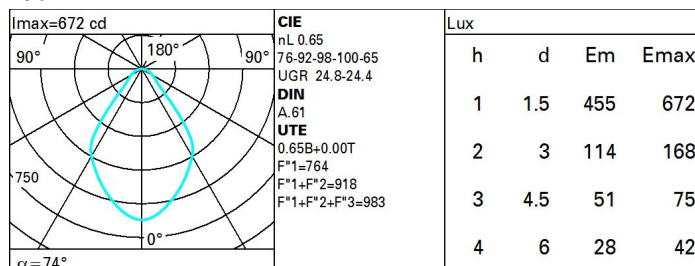 Imax=672 cd
90° 180° 90°
750
0°
α=74°
CIE
nL 0.65
76-92-98-100-65
UGR 24.8-24.4
DIN
A.61
UTE
0.65B+0.00T
F"1=764
F"1+F"2=918
F"1+F"2+F"3=983
Lux
h d Em Emax
1 1.5 455 672
2 3 114 168
3 4.5 51 75
4 6 28 42